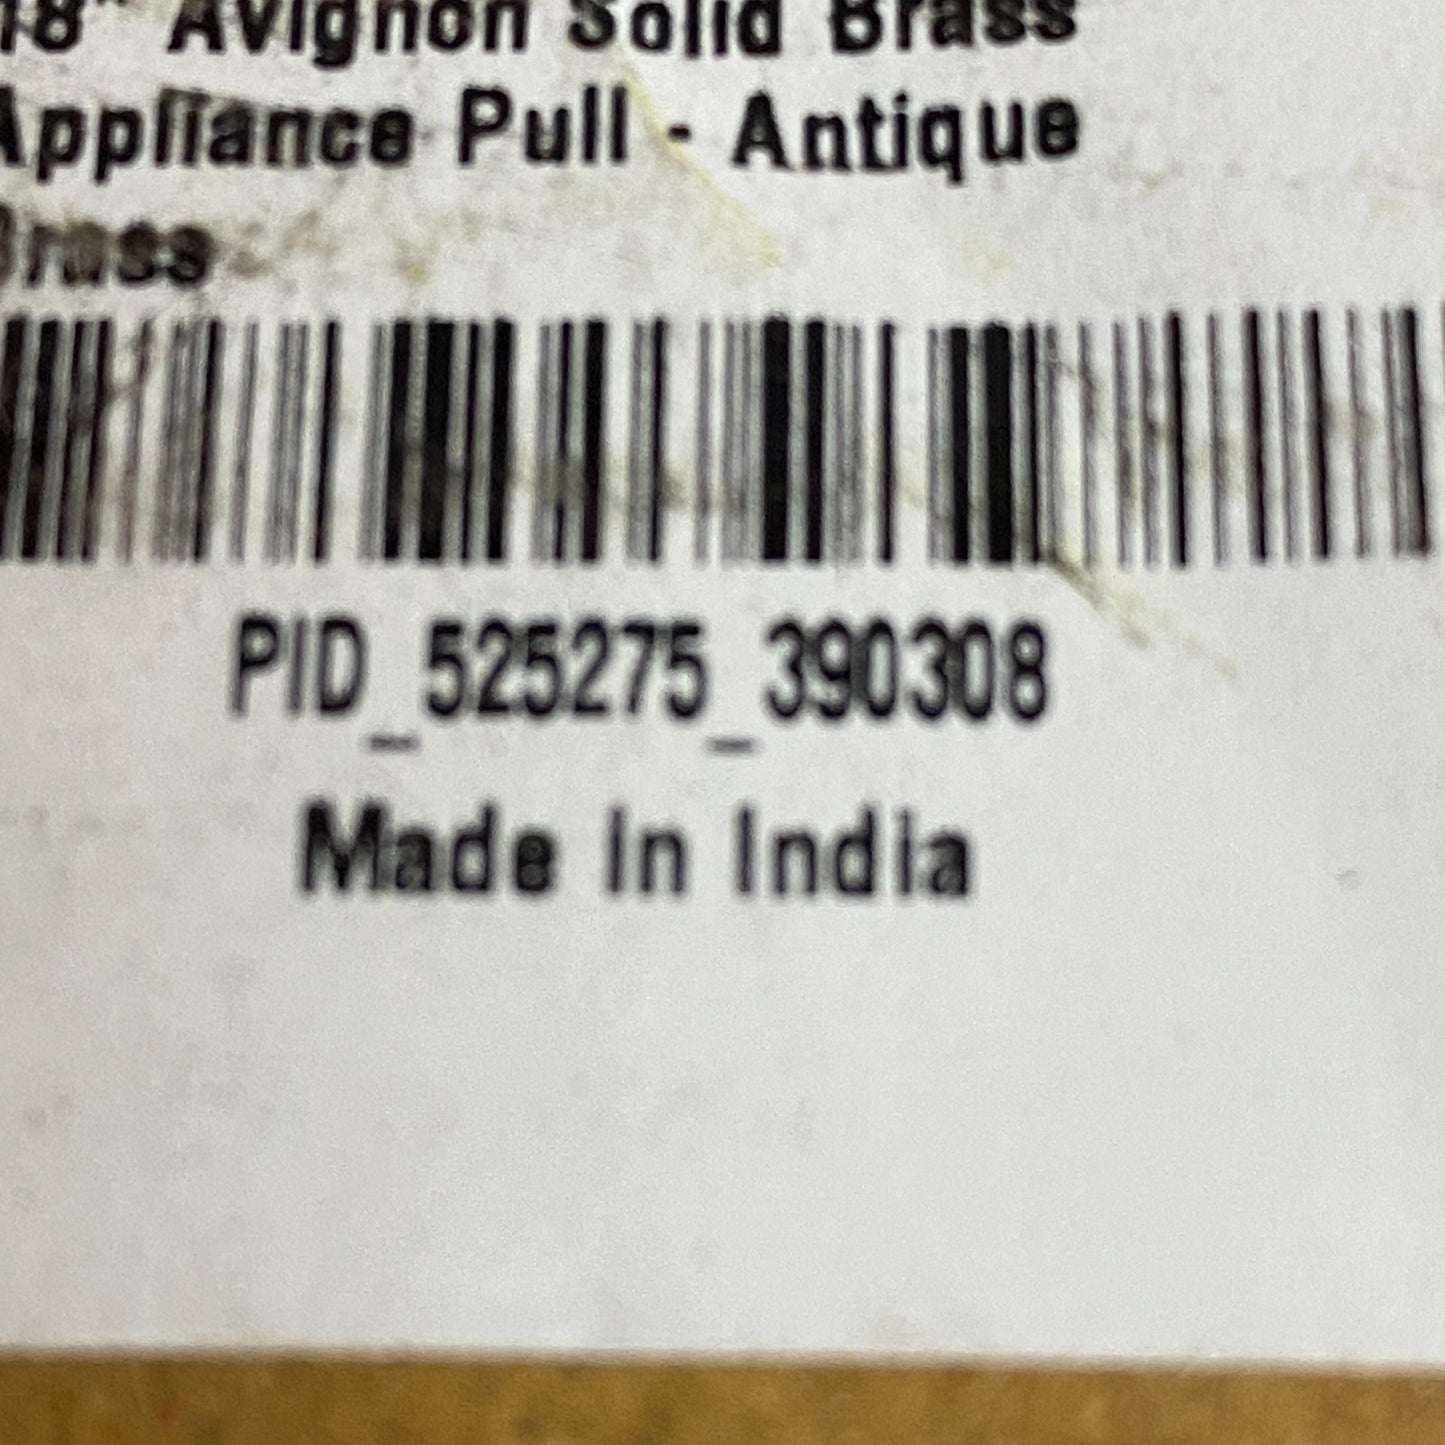 18" Avignon Solid Brass
Appliance Pull - Antique
Brass
PID_525275_390308
Made In India